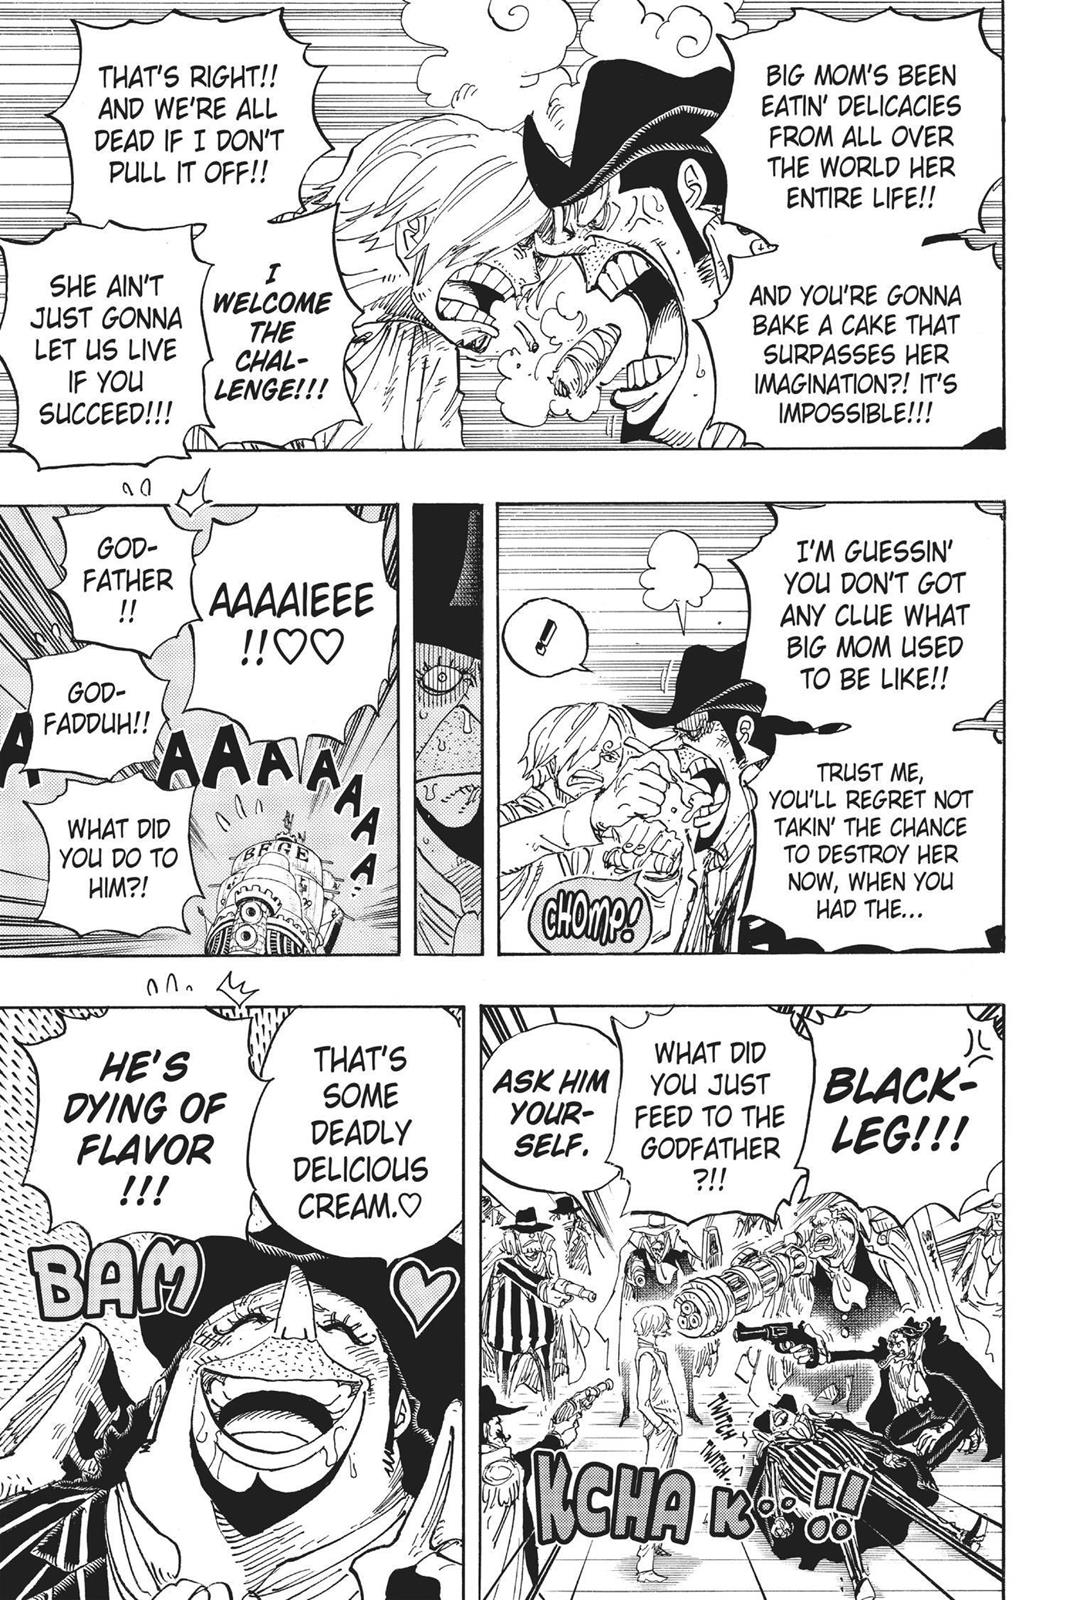 BIG MOM'S BEEN
EATIN' DELICACIES
FROM ALL OVER
THE WORLD HER
ENTIRE LIFE!!
AND YOU'RE GONNA
BAKE A CAKE THAT
SURPASSES HER
IMAGINATION?! IT'S
IMPOSSIBLE!!!
THAT'S RIGHT!!
AND WE'RE ALL
DEAD IF I DON'T
PULL IT OFF!!
I
WELCOME
THE
CHAL-
LENGE!!!
SHE AIN'T
JUST GONNA
LET US LIVE
IF YOU
SUCCEED!!!
I'M GUESSIN'
YOU DON'T GOT
ANY CLUE WHAT
BIG MOM USED
TO BE LIKE!!
!
TRUST ME,
YOU'LL REGRET NOT
TAKIN' THE CHANCE
TO DESTROY HER
NOW, WHEN YOU
HAD THE...
CHOMP!
AAAAIEEE
!!♡♡
GOD-
FATHER
!!
GOD-
FADDUH!!
AAAAAAAA
WHAT DID
YOU DO TO
HIM?!
BEGE
BLACK-
LEG!!!
WHAT DID
YOU JUST
FEED TO THE
GODFATHER
?!!
ASK HIM
YOUR-
SELF.
TWITCH
TWITCH...
KCHAK..!!
THAT'S
SOME
DEADLY
DELICIOUS
CREAM.♡
HE'S
DYING OF
FLAVOR
!!!
BAM
♡